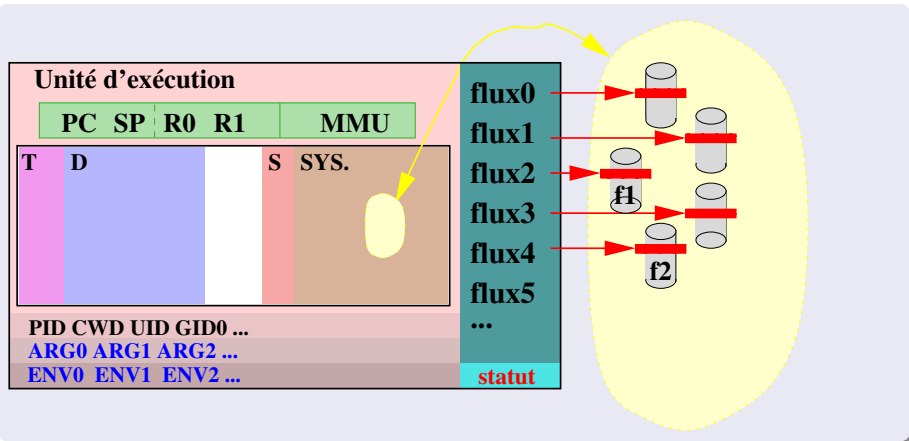 Unité d'exécution
PC SP R0 R1 MMU
T D S SYS.
PID CWD UID GID0 ...
ARG0 ARG1 ARG2 ...
ENV0 ENV1 ENV2 ...
flux0
flux1
flux2
flux3
flux4
flux5
...
statut
f1
f2